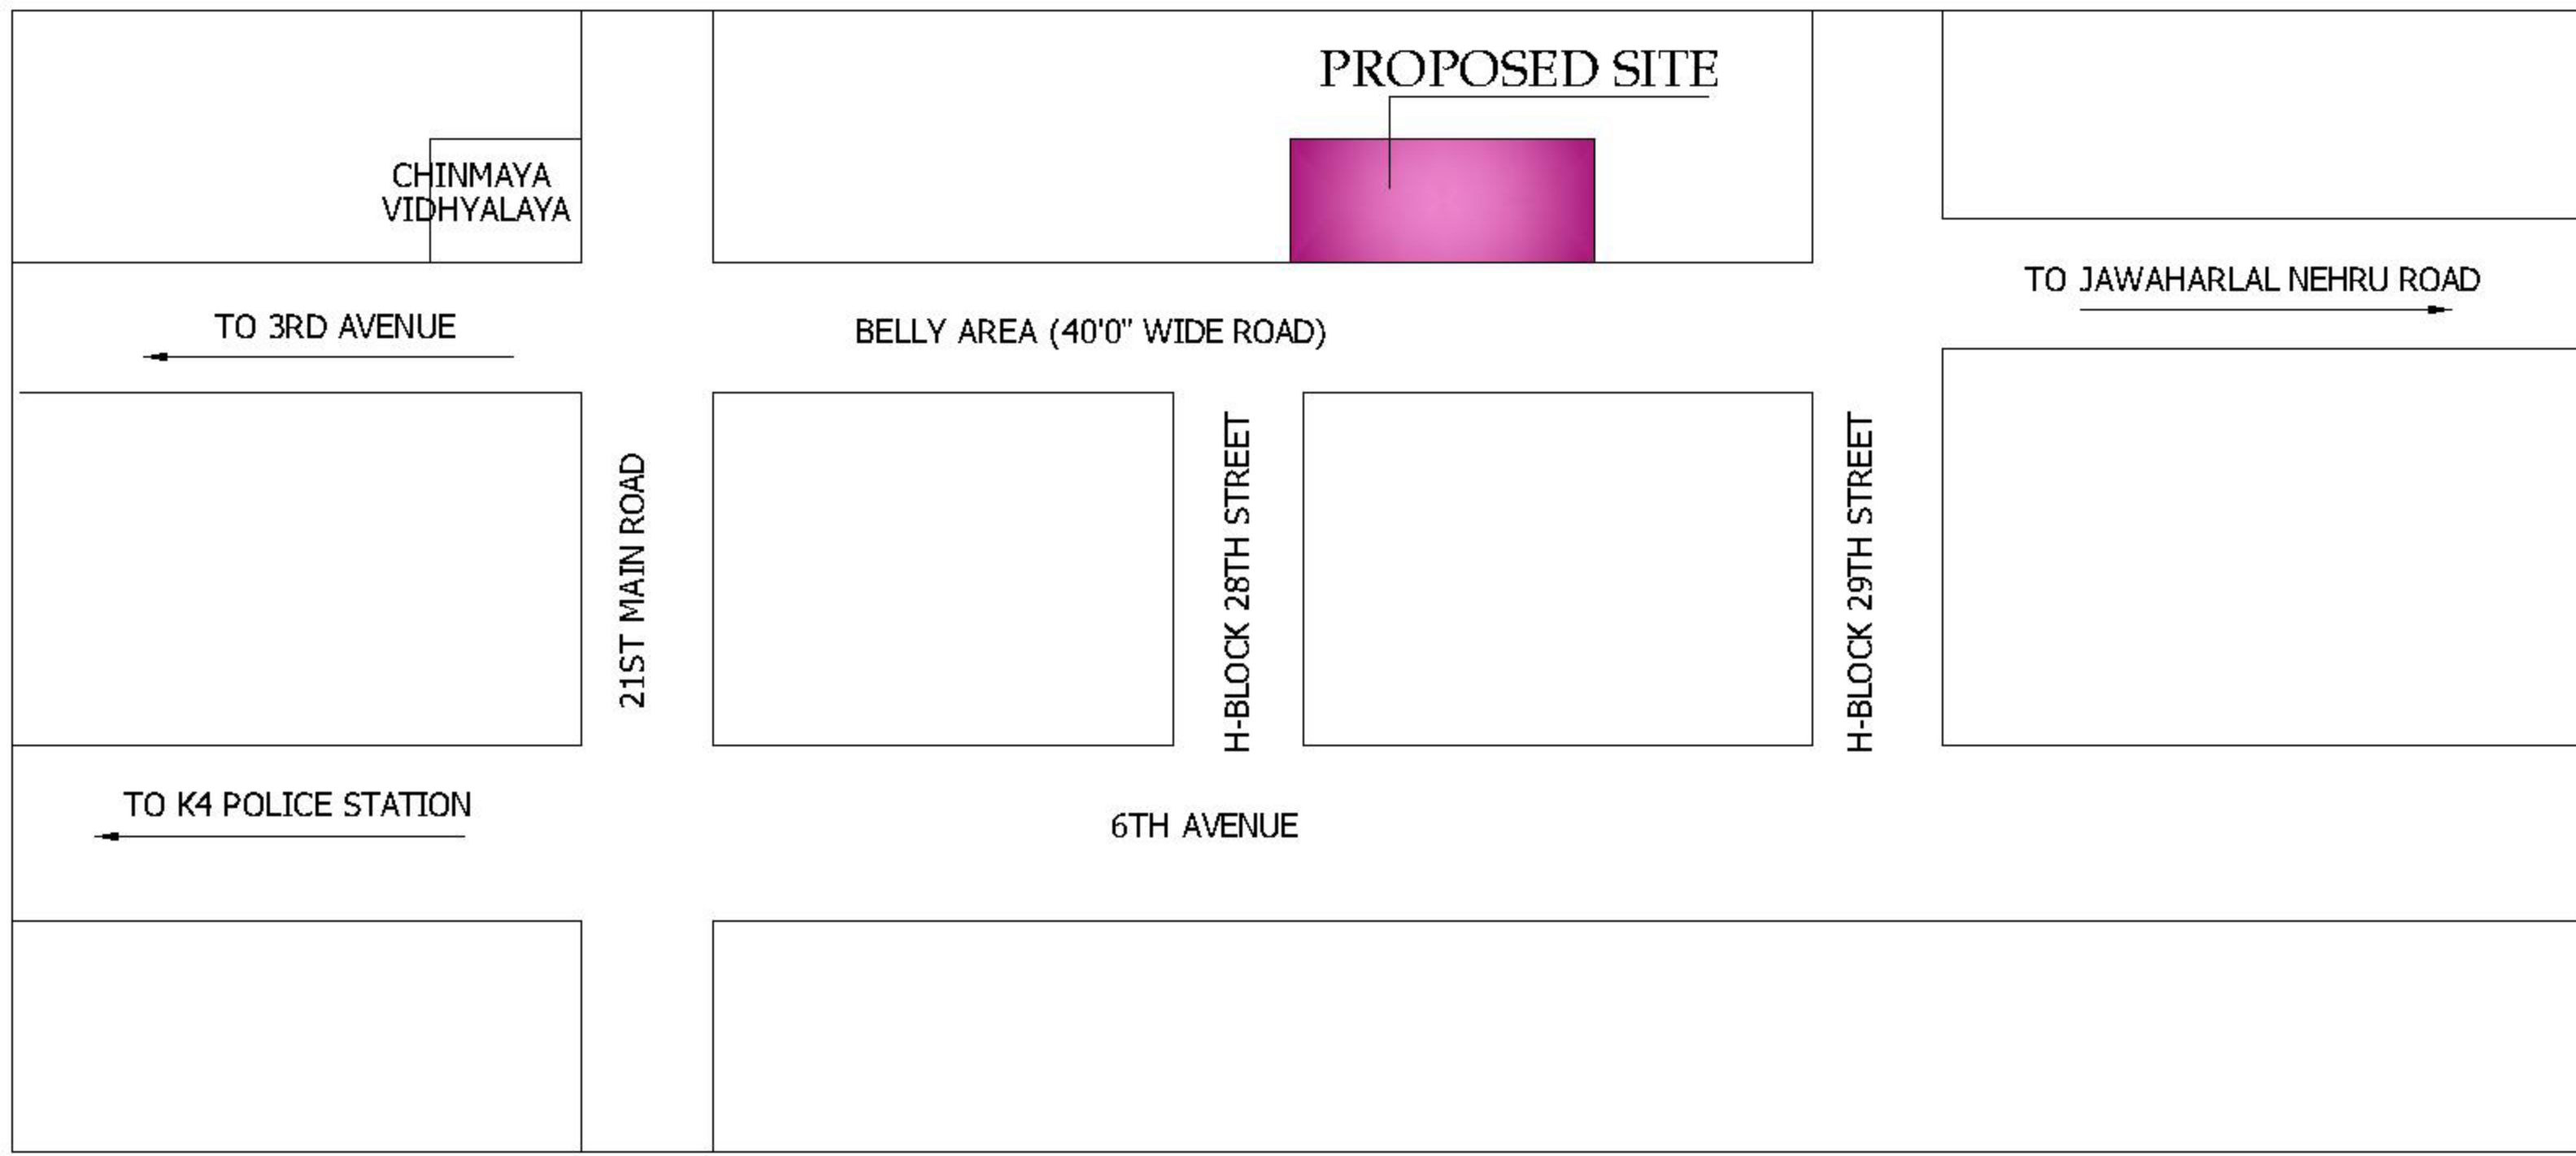 PROPOSED SITE
CHINMAYA
VIDHYALAYA
TO JAWAHARLAL NEHRU ROAD
TO 3RD AVENUE
BELLY AREA (40'0" WIDE ROAD)
21ST MAIN ROAD
H-BLOCK 28TH STREET
H-BLOCK 29TH STREET
TO K4 POLICE STATION
6TH AVENUE